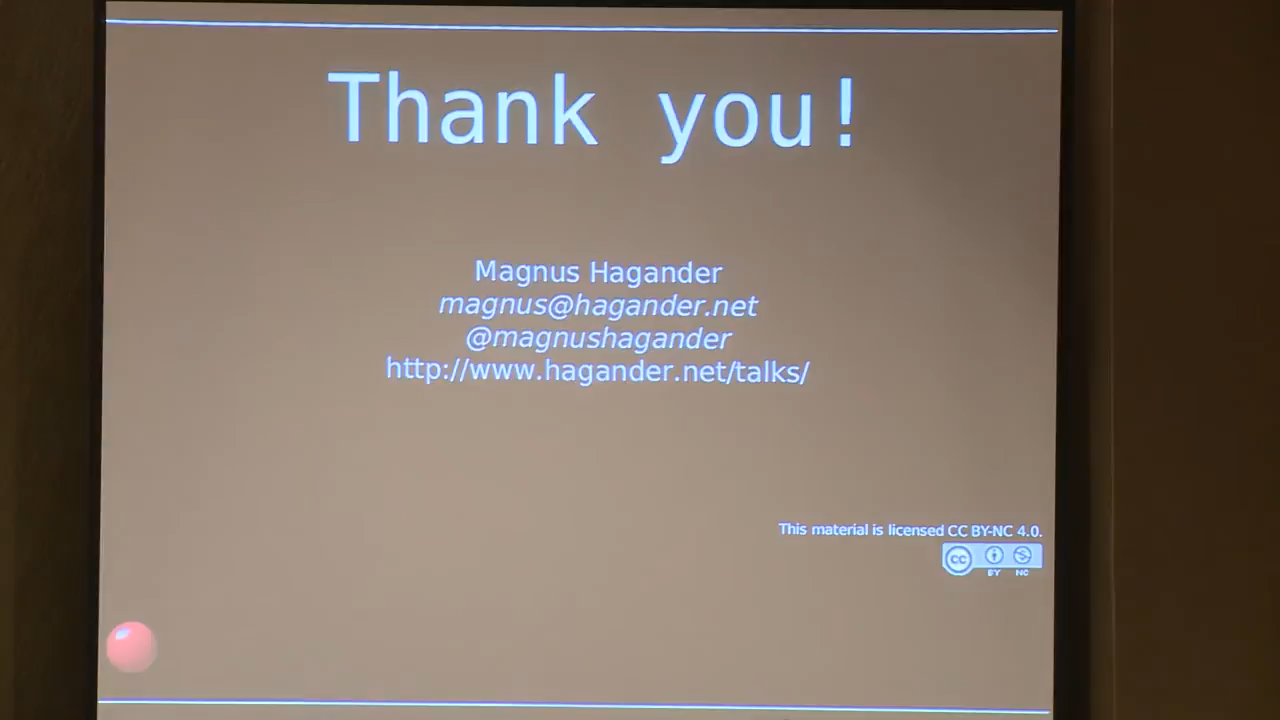 Thank you!
Magnus Hagander
magnus@hagander.net
@magnushagander
http://www.hagander.net/talks/
This material is licensed CC BY-NC 4.0.
cc
BY NC